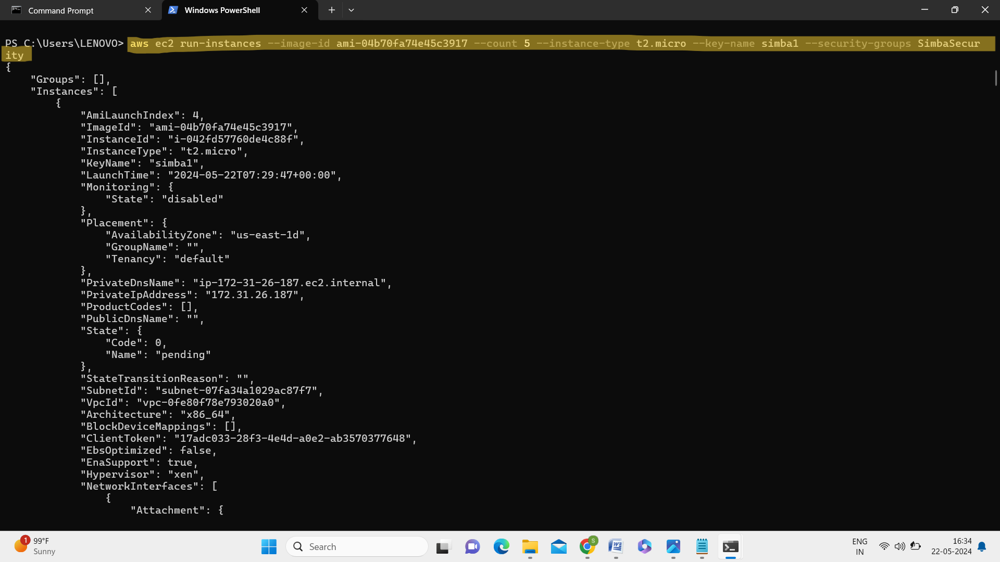 Command Prompt
Windows PowerShell
PS C:\Users\LENOVO> aws ec2 run-instances --image-id ami-04b70fa74e45c3917 --count 5 --instance-type t2.micro --key-name simba1 --security-groups SimbaSecur
ity
{
    "Groups": [],
    "Instances": [
        {
            "AmiLaunchIndex": 4,
            "ImageId": "ami-04b70fa74e45c3917",
            "InstanceId": "i-042fd57760de4c88f",
            "InstanceType": "t2.micro",
            "KeyName": "simba1",
            "LaunchTime": "2024-05-22T07:29:47+00:00",
            "Monitoring": {
                "State": "disabled"
            },
            "Placement": {
                "AvailabilityZone": "us-east-1d",
                "GroupName": "",
                "Tenancy": "default"
            },
            "PrivateDnsName": "ip-172-31-26-187.ec2.internal",
            "PrivateIpAddress": "172.31.26.187",
            "ProductCodes": [],
            "PublicDnsName": "",
            "State": {
                "Code": 0,
                "Name": "pending"
            },
            "StateTransitionReason": "",
            "SubnetId": "subnet-07fa34a1029ac87f7",
            "VpcId": "vpc-0fe80f78e793020a0",
            "Architecture": "x86_64",
            "BlockDeviceMappings": [],
            "ClientToken": "17adc033-28f3-4e4d-a0e2-ab3570377648",
            "EbsOptimized": false,
            "EnaSupport": true,
            "Hypervisor": "xen",
            "NetworkInterfaces": [
                {
                    "Attachment": {
1
99°F
Sunny
Search
S
W
ENG
IN
16:34
22-05-2024